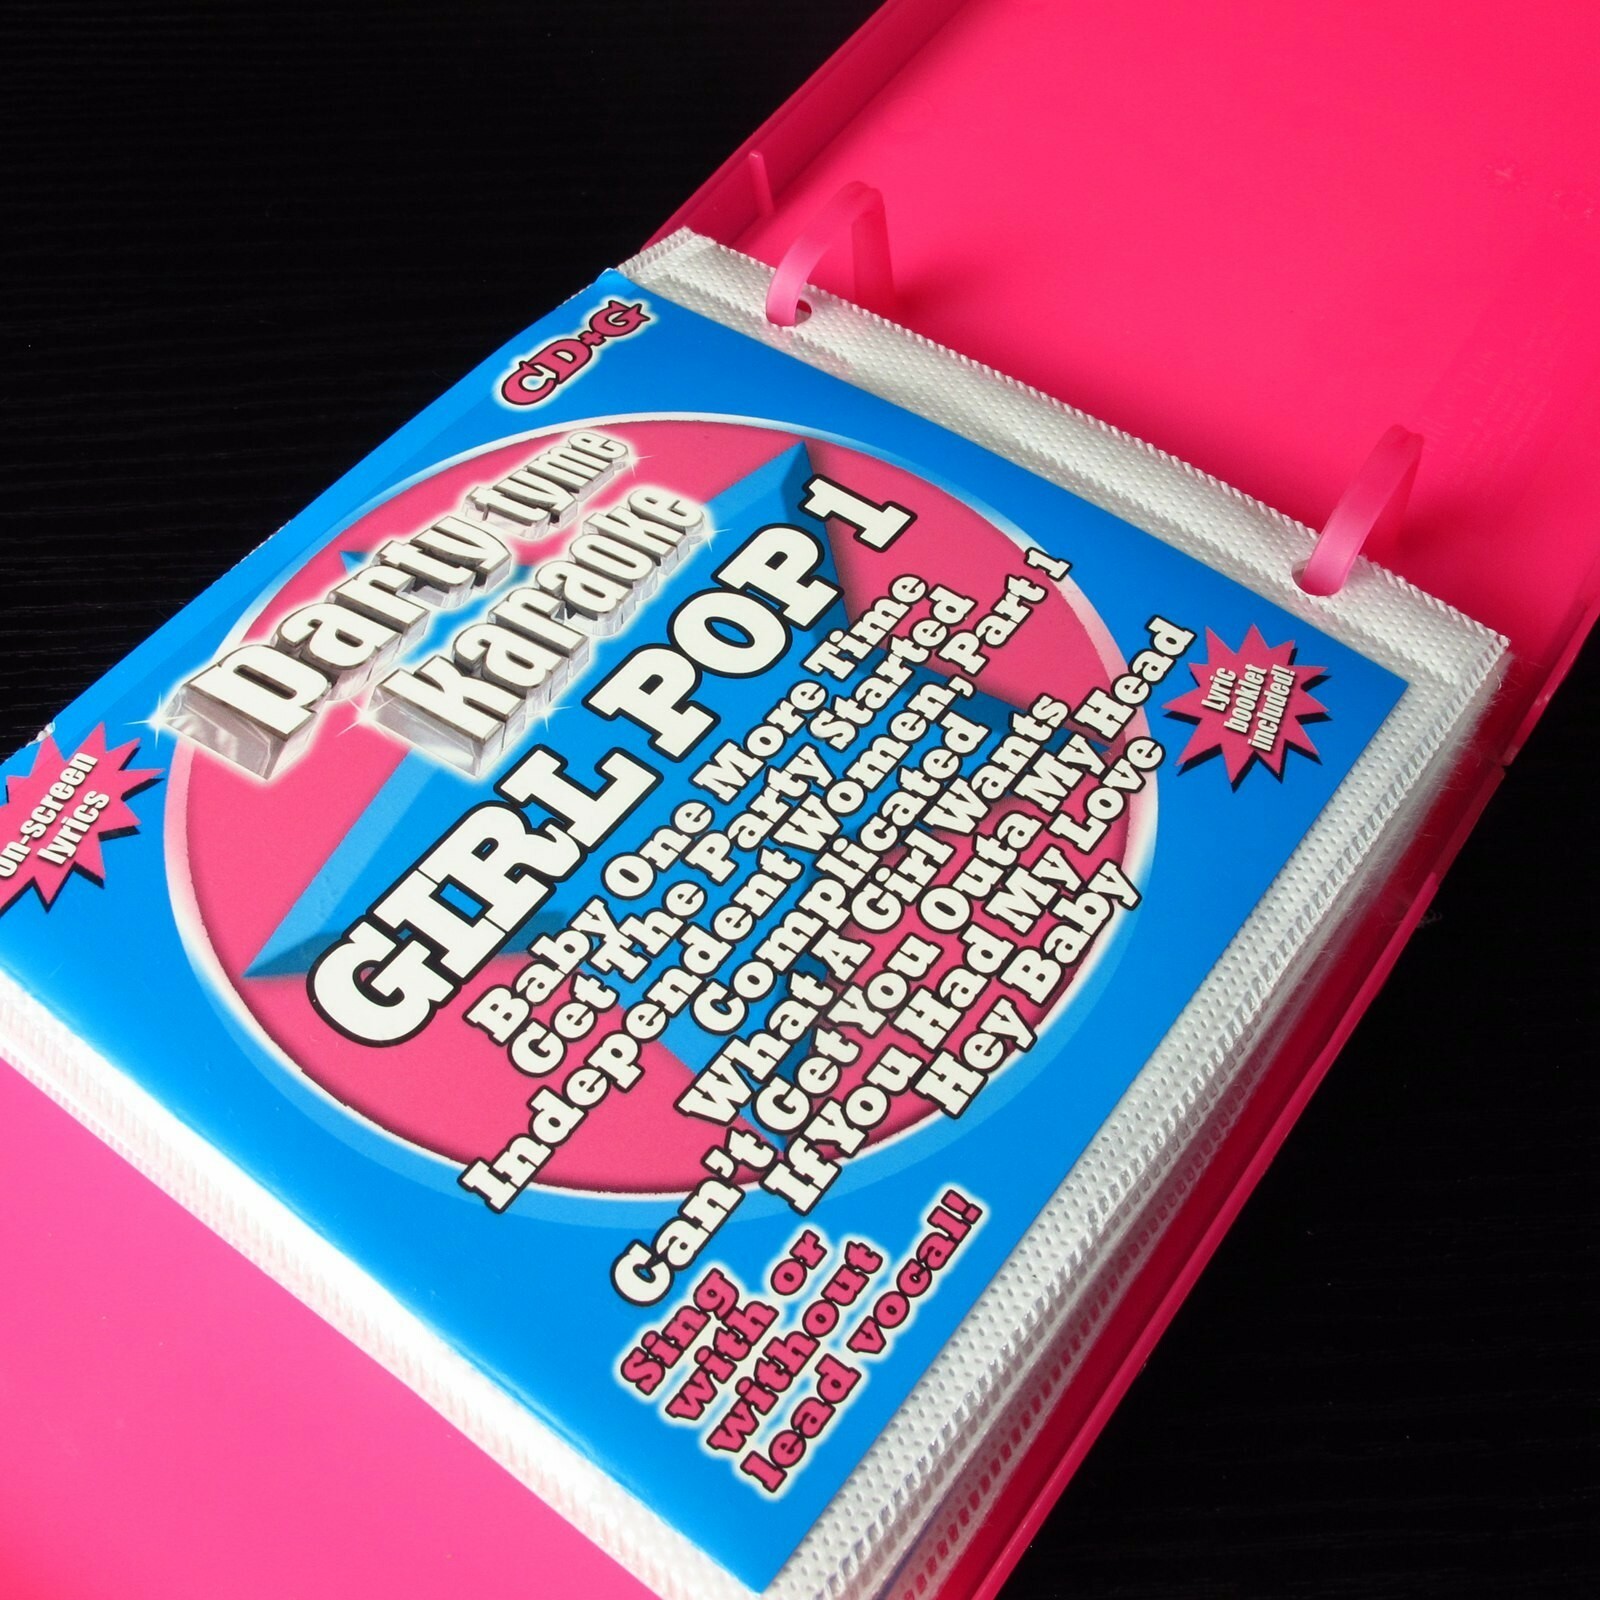 CD+G
party tyme
karaoke
GIRL POP 1
on-screen
lyrics
Baby One More Time
Get The Party Started
Independent Women, Part 1
Complicated
What A Girl Wants
Can't Get You Outa My Head
If You Had My Love
Hey Baby
Lyric
booklet
included!
Sing
with or
without
lead vocal!